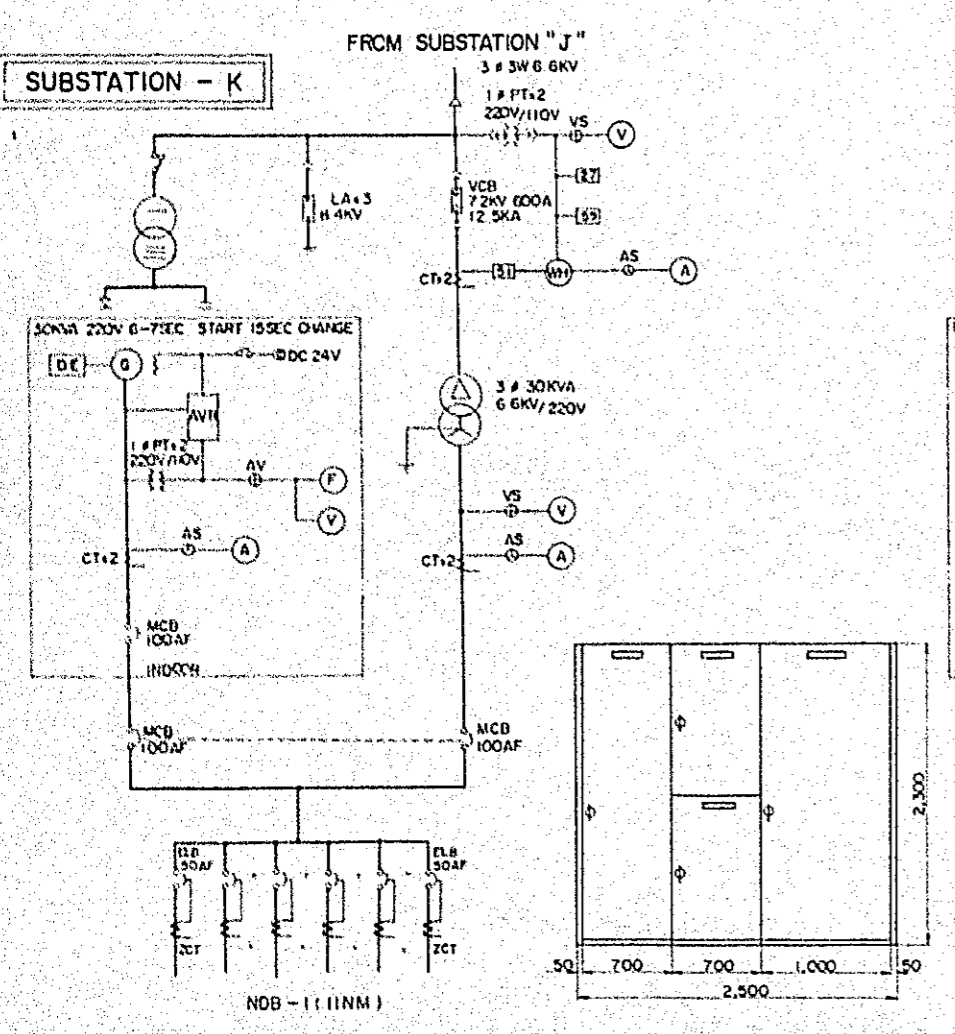 FROM SUBSTATION "J"
3 ø 3W 6.6KV
SUBSTATION - K
1 ø PT×2
220V/110V
VS
V
27
VCB
7.2KV 600A
12.5KA
LA×3
8.4KV
AS
A
WH
51
CT×2
30KVA 220V 6-7SEC START 15SEC CHANGE
DE
G
DC 24V
AVR
3 ø 30KVA
6.6KV/220V
1 ø PT×2
220V/110V
AV
F
V
VS
V
AS
A
CT×2
AS
A
CT×2
MCB
100AF
INDOOR
MCB
100AF
MCB
100AF
ELB
50AF
ELB
50AF
ZCT
ZCT
NDB-1 (11NM)
2,300
50
700
700
1,000
50
2,500